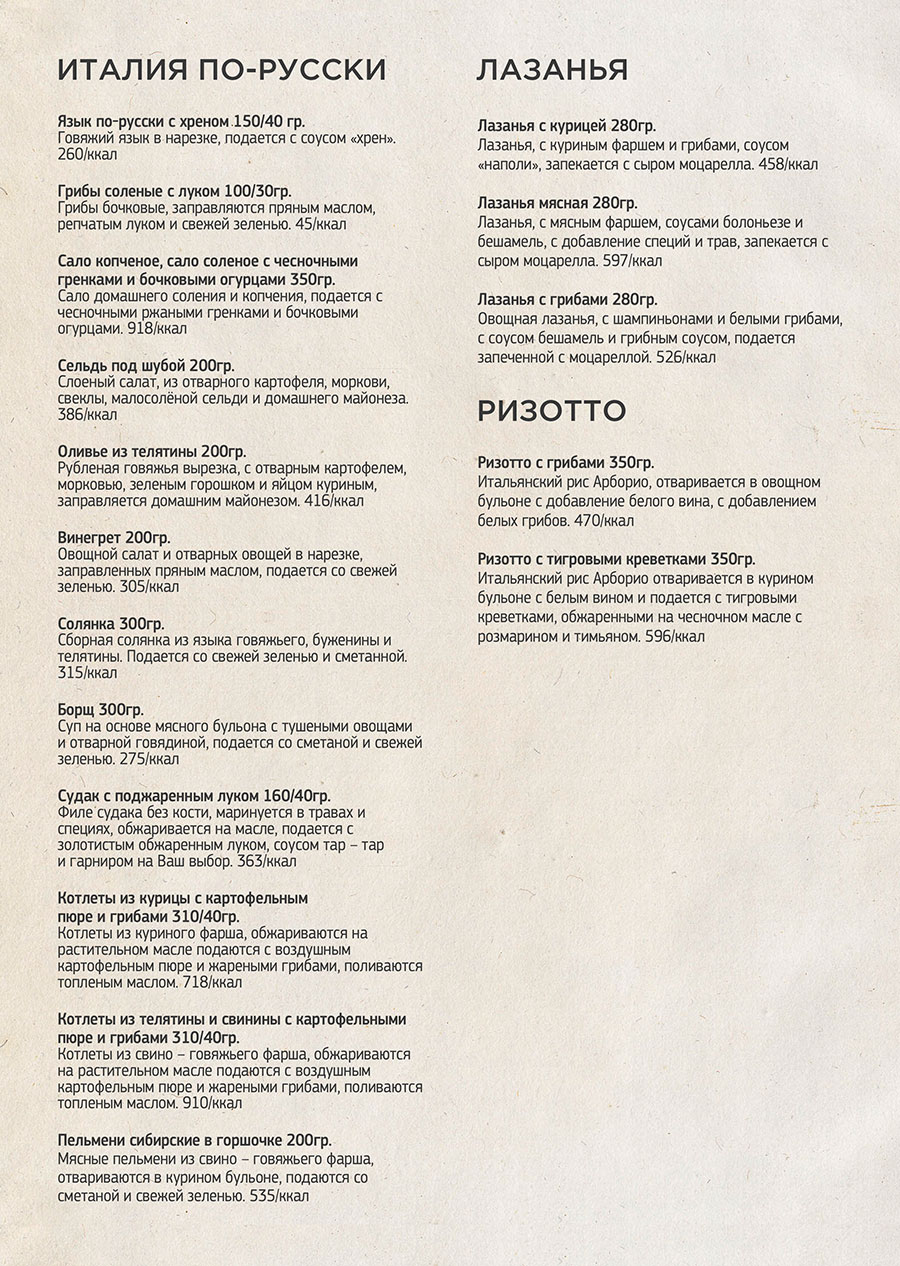 ИТАЛИЯ ПО-РУССКИ
Язык по-русски с хреном 150/40 гр.
Говяжий язык в нарезке, подается с соусом «хрен».
260/ккал
Грибы соленые с луком 100/30гр.
Грибы бочковые, заправляются пряным маслом,
репчатым луком и свежей зеленью. 45/ккал
Сало копченое, сало соленое с чесночными
гренками и бочковыми огурцами 350гр.
Сало домашнего соления и копчения, подается с
чесночными ржаными гренками и бочковыми
огурцами. 918/ккал
Сельдь под шубой 200гр.
Слоеный салат, из отварного картофеля, моркови,
свеклы, малосолёной сельди и домашнего майонеза.
386/ккал
Оливье из телятины 200гр.
Рубленая говяжья вырезка, с отварным картофелем,
морковью, зеленым горошком и яйцом куриным,
заправляется домашним майонезом. 416/ккал
Винегрет 200гр.
Овощной салат и отварных овощей в нарезке,
заправленных пряным маслом, подается со свежей
зеленью. 305/ккал
Солянка 300гр.
Сборная солянка из языка говяжьего, буженины и
телятины. Подается со свежей зеленью и сметанной.
315/ккал
Борщ 300гр.
Суп на основе мясного бульона с тушеными овощами
и отварной говядиной, подается со сметаной и свежей
зеленью. 275/ккал
Судак с поджаренным луком 160/40гр.
Филе судака без кости, маринуется в травах и
специях, обжаривается на масле, подается с
золотистым обжаренным луком, соусом тар – тар
и гарниром на Ваш выбор. 363/ккал
Котлеты из курицы с картофельным
пюре и грибами 310/40гр.
Котлеты из куриного фарша, обжариваются на
растительном масле подаются с воздушным
картофельным пюре и жареными грибами, поливаются
топленым маслом. 718/ккал
Котлеты из телятины и свинины с картофельными
пюре и грибами 310/40гр.
Котлеты из свино – говяжьего фарша, обжариваются
на растительном масле подаются с воздушным
картофельным пюре и жареными грибами, поливаются
топленым маслом. 910/ккал
Пельмени сибирские в горшочке 200гр.
Мясные пельмени из свино – говяжьего фарша,
отвариваются в курином бульоне, подаются со
сметаной и свежей зеленью. 535/ккал
ЛАЗАНЬЯ
Лазанья с курицей 280гр.
Лазанья, с куриным фаршем и грибами, соусом
«наполи», запекается с сыром моцарелла. 458/ккал
Лазанья мясная 280гр.
Лазанья, с мясным фаршем, соусами болоньезе и
бешамель, с добавление специй и трав, запекается с
сыром моцарелла. 597/ккал
Лазанья с грибами 280гр.
Овощная лазанья, с шампиньонами и белыми грибами,
с соусом бешамель и грибным соусом, подается
запеченной с моцареллой. 526/ккал
РИЗОТТО
Ризотто с грибами 350гр.
Итальянский рис Арборио, отваривается в овощном
бульоне с добавление белого вина, с добавлением
белых грибов. 470/ккал
Ризотто с тигровыми креветками 350гр.
Итальянский рис Арборио отваривается в курином
бульоне с белым вином и подается с тигровыми
креветками, обжаренными на чесночном масле с
розмарином и тимьяном. 596/ккал